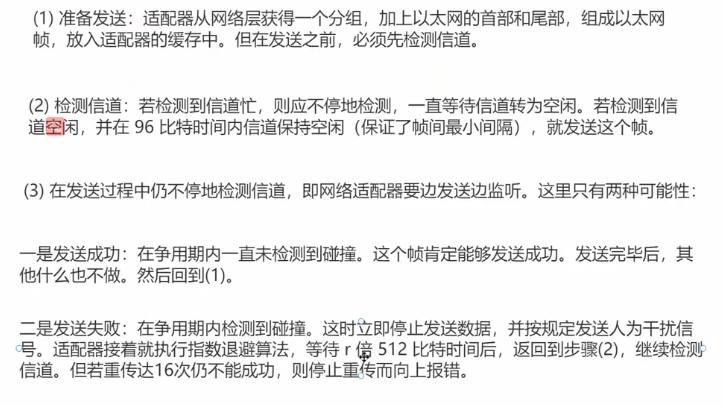 (1) 准备发送：适配器从网络层获得一个分组，加上以太网的首部和尾部，组成以太网
帧，放入适配器的缓存中。但在发送之前，必须先检测信道。
(2) 检测信道：若检测到信道忙，则应不停地检测，一直等待信道转为空闲。若检测到信
道空闲，并在 96 比特时间内信道保持空闲（保证了帧间最小间隔），就发送这个帧。
(3) 在发送过程中仍不停地检测信道，即网络适配器要边发送边监听。这里只有两种可能性：
一是发送成功：在争用期内一直未检测到碰撞。这个帧肯定能够发送成功。发送完毕后，其
他什么也不做。然后回到(1)。
二是发送失败：在争用期内检测到碰撞。这时立即停止发送数据，并按规定发送人为干扰信
号。适配器接着就执行指数退避算法，等待 r 倍 512 比特时间后，返回到步骤(2)，继续检测
信道。但若重传达16次仍不能成功，则停止重传而向上报错。